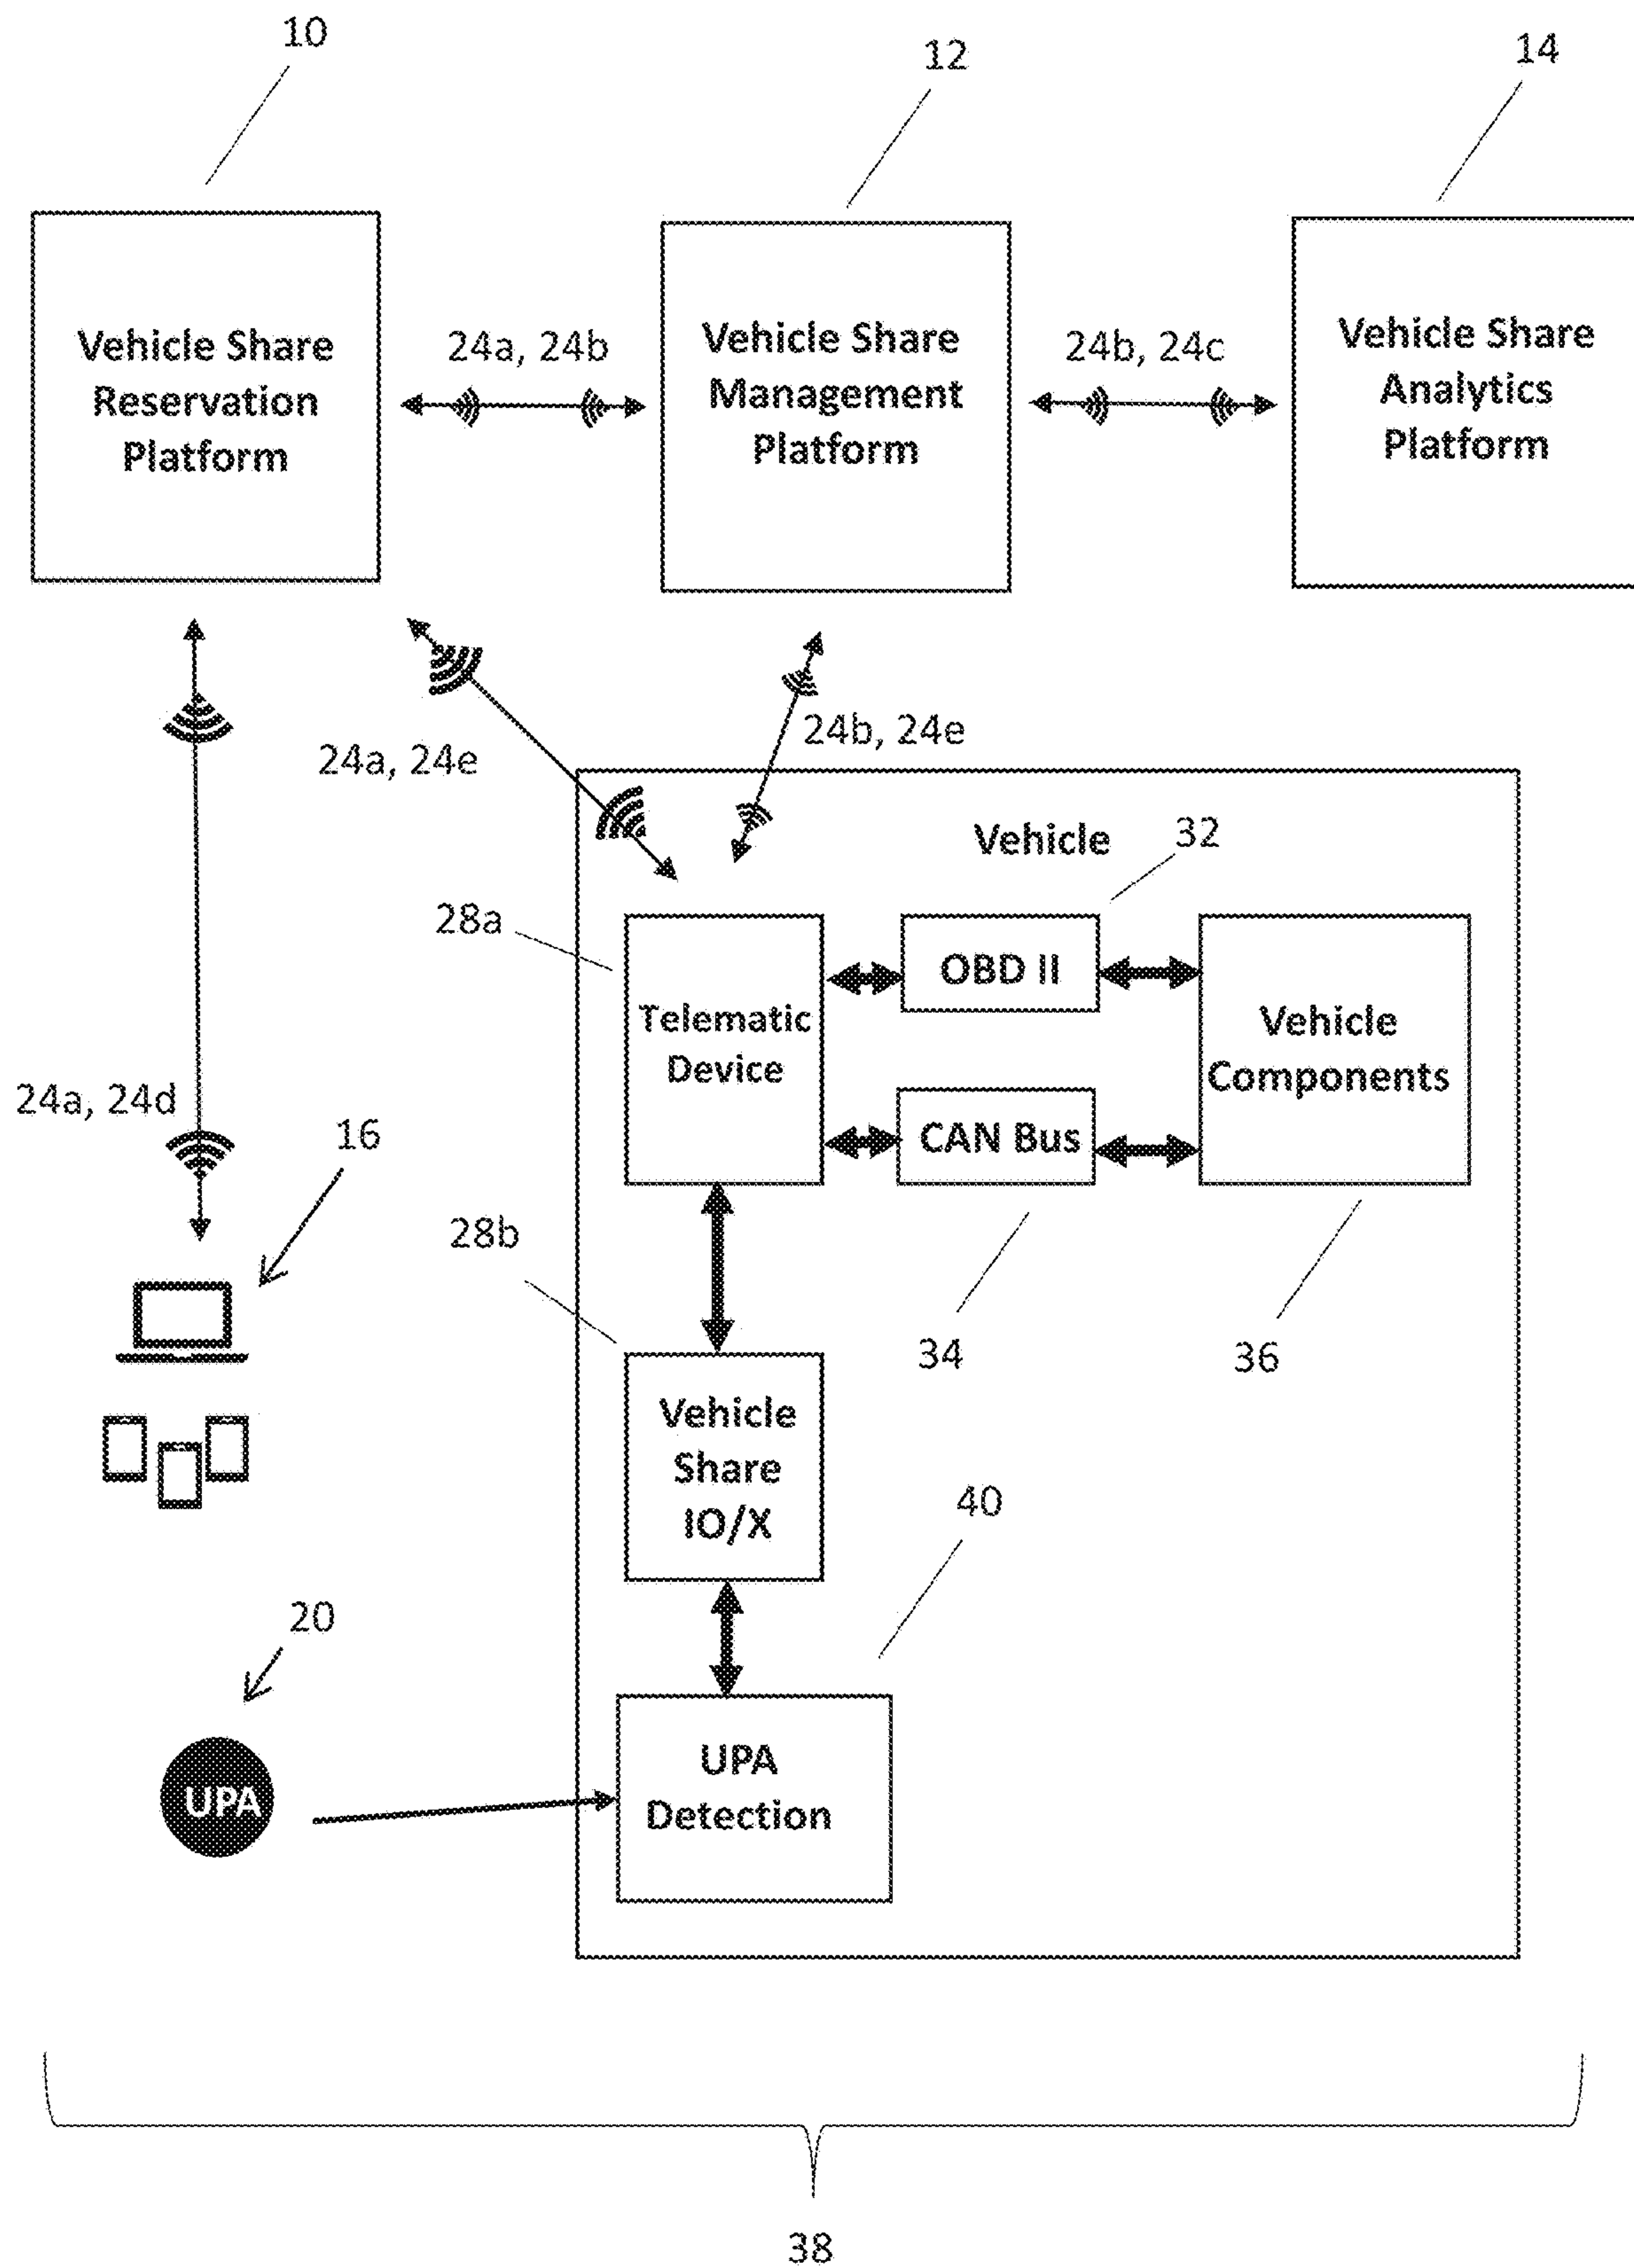 10
12
14
Vehicle Share
Reservation
Platform
24a, 24b
Vehicle Share
Management
Platform
24b, 24c
Vehicle Share
Analytics
Platform
24a, 24e
24b, 24e
Vehicle
32
28a
Telematic
Device
OBD II
Vehicle
Components
CAN Bus
24a, 24d
16
28b
34
36
Vehicle
Share
IO/X
40
20
UPA
UPA
Detection
38